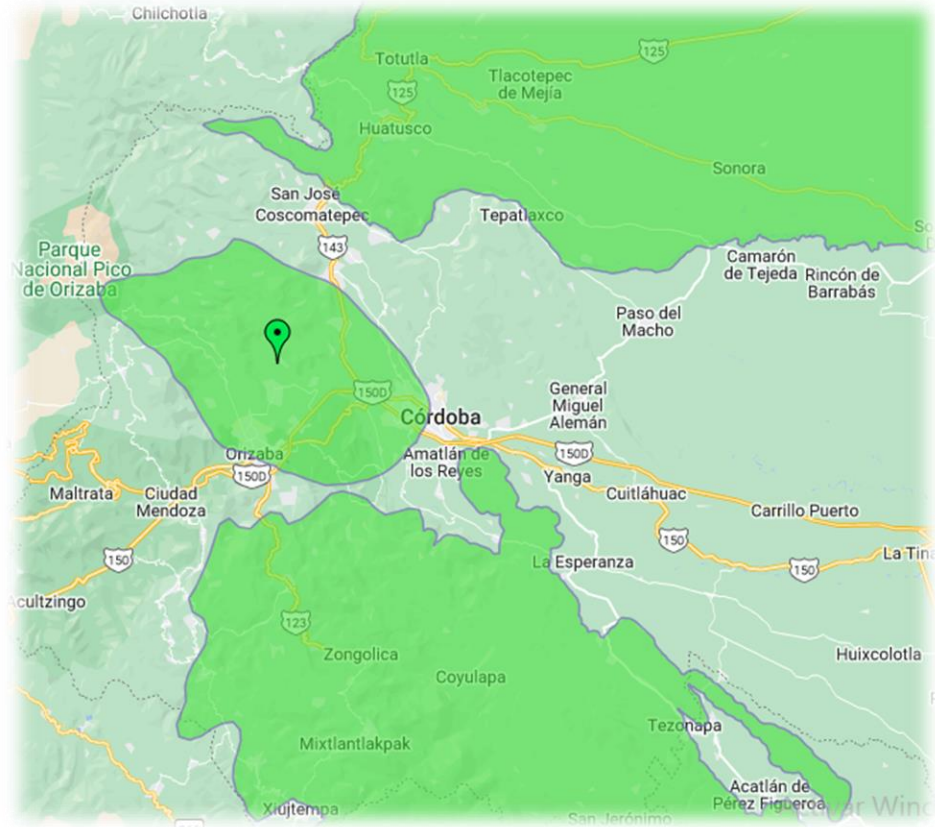 Chilchotla
125
Totutla
Tlacotepec
de Mejía
125
Huatusco
Sonora
San José
Coscomatepec
Tepatlaxco
143
Parque
Nacional Pico
de Orizaba
Camarón
de Tejeda
Rincón de
Barrabás
Paso del
Macho
150D
General
Miguel
Alemán
Córdoba
Orizaba
Amatlán de
los Reyes
150D
150D
Yanga
Maltrata
Ciudad
Mendoza
Cuitláhuac
Carrillo Puerto
150
150
La Tina
La Esperanza
150
Acultzingo
123
Zongolica
Huixcolotla
Coyulapa
Tezonapa
Mixtlantlakpak
Acatlán de
Pérez Figueroa
Xiujtempa
San Jerónimo